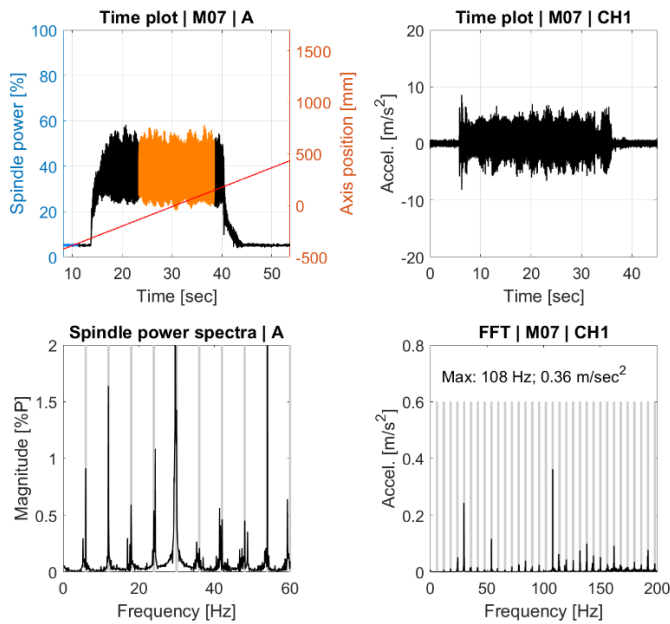 Time plot | M07 | A
100
80
60
40
20
0
Spindle power [%]
1500
1000
500
0
-500
Axis position [mm]
10 20 30 40 50
Time [sec]
Time plot | M07 | CH1
20
10
0
-10
-20
Accel. [m/s²]
0 10 20 30 40
Time [sec]
Spindle power spectra | A
2
1.5
1
0.5
0
Magnitude [%P]
0 20 40 60
Frequency [Hz]
FFT | M07 | CH1
Max: 108 Hz; 0.36 m/sec²
0.8
0.6
0.4
0.2
0
Accel. [m/s²]
0 50 100 150 200
Frequency [Hz]